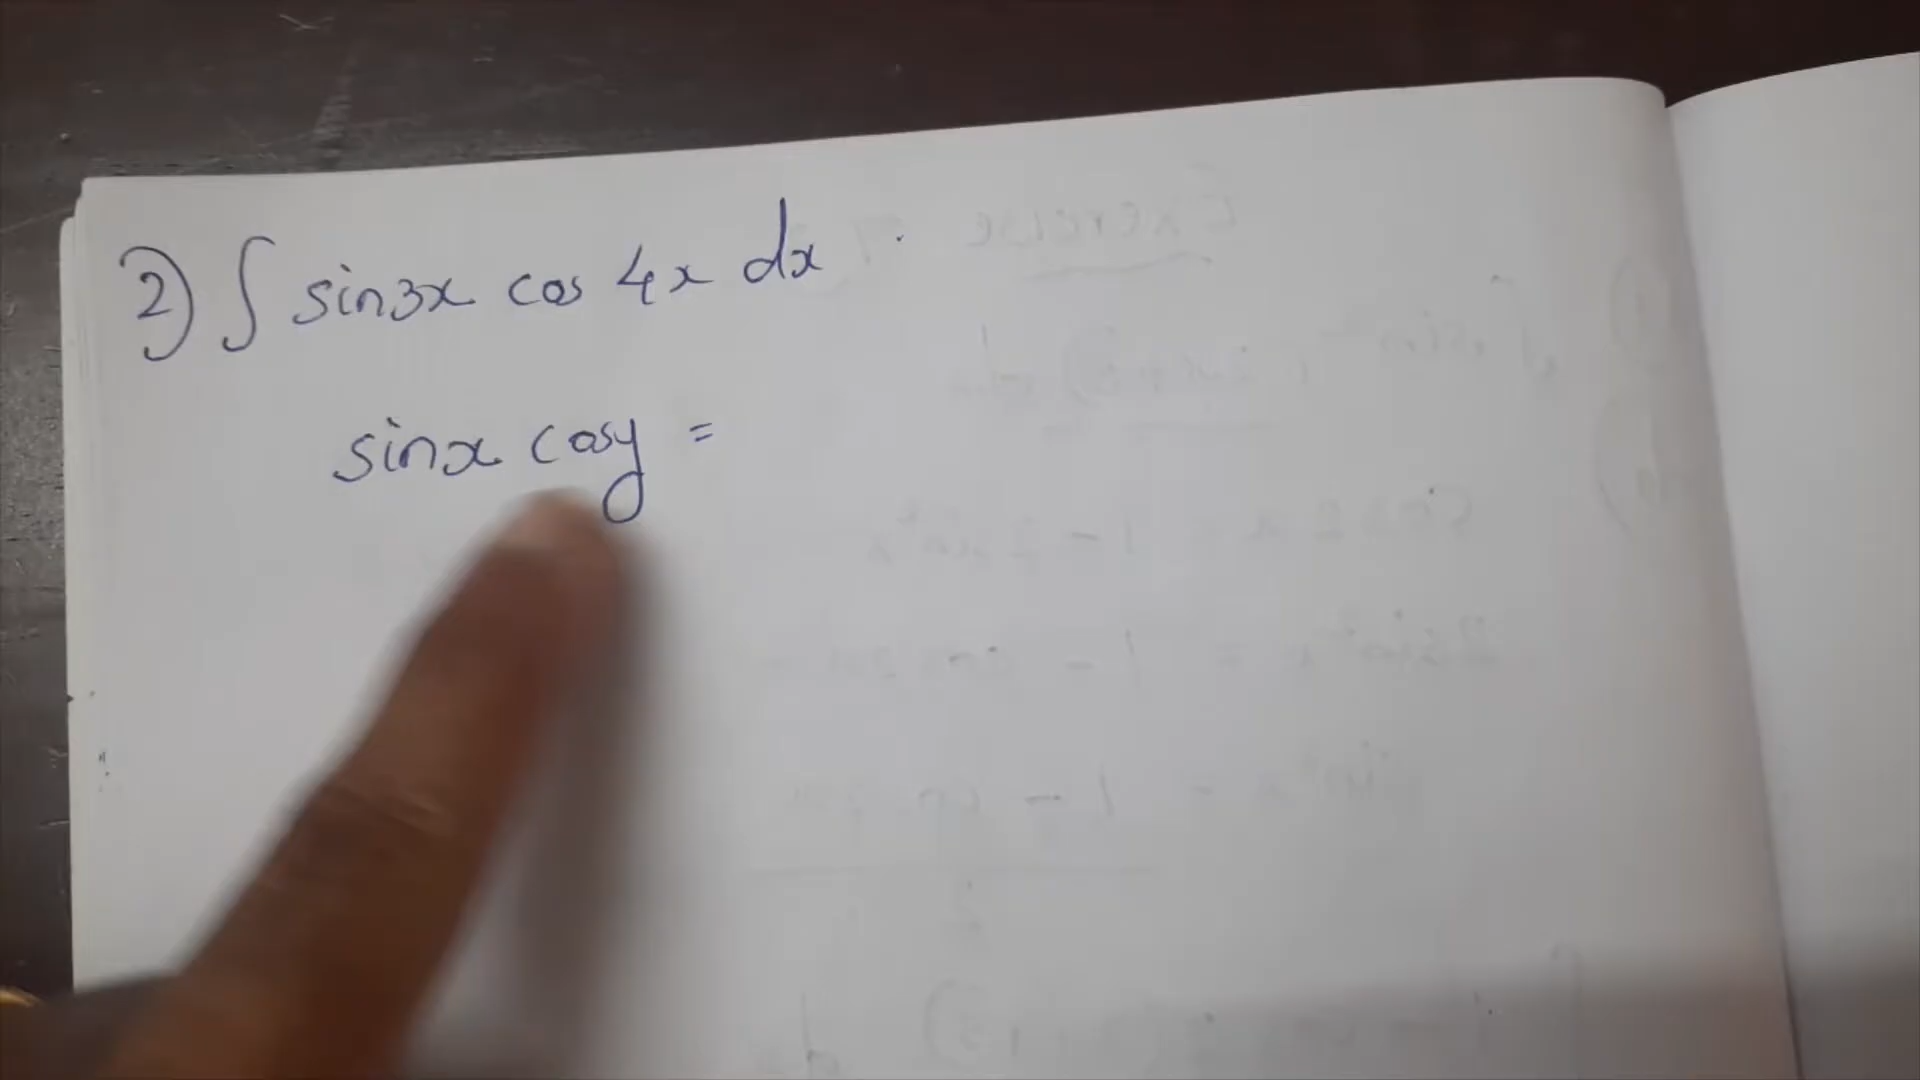 2) ∫ sin3x cos 4x dx
sinx cosy =